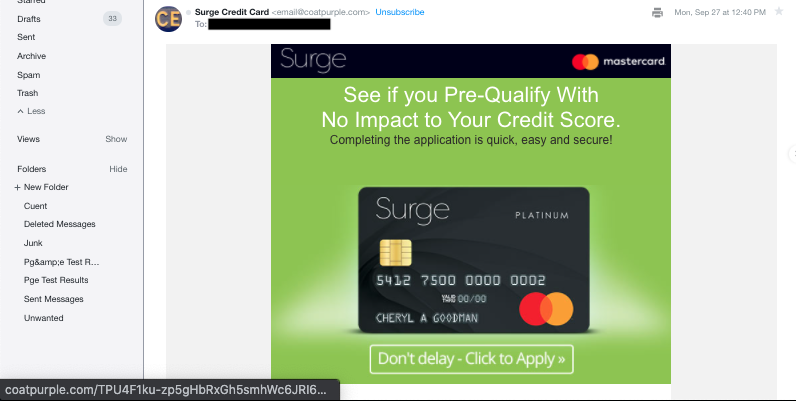 Starred
Drafts 33
Sent
Archive
Spam
Trash
Less
Views Show
Folders Hide
+ New Folder
Cuent
Deleted Messages
Junk
Pg&amp;e Test R...
Pge Test Results
Sent Messages
Unwanted
CE
Surge Credit Card <email@coatpurple.com> Unsubscribe
To:
Mon, Sep 27 at 12:40 PM
Surge
mastercard
See if you Pre-Qualify With
No Impact to Your Credit Score.
Completing the application is quick, easy and secure!
Surge
PLATINUM
5412 7500 0000 0002
00/00
CHERYL A GOODMAN
Don't delay - Click to Apply »
coatpurple.com/TPU4F1ku-zp5gHbRxGh5smhWc6JRI6...